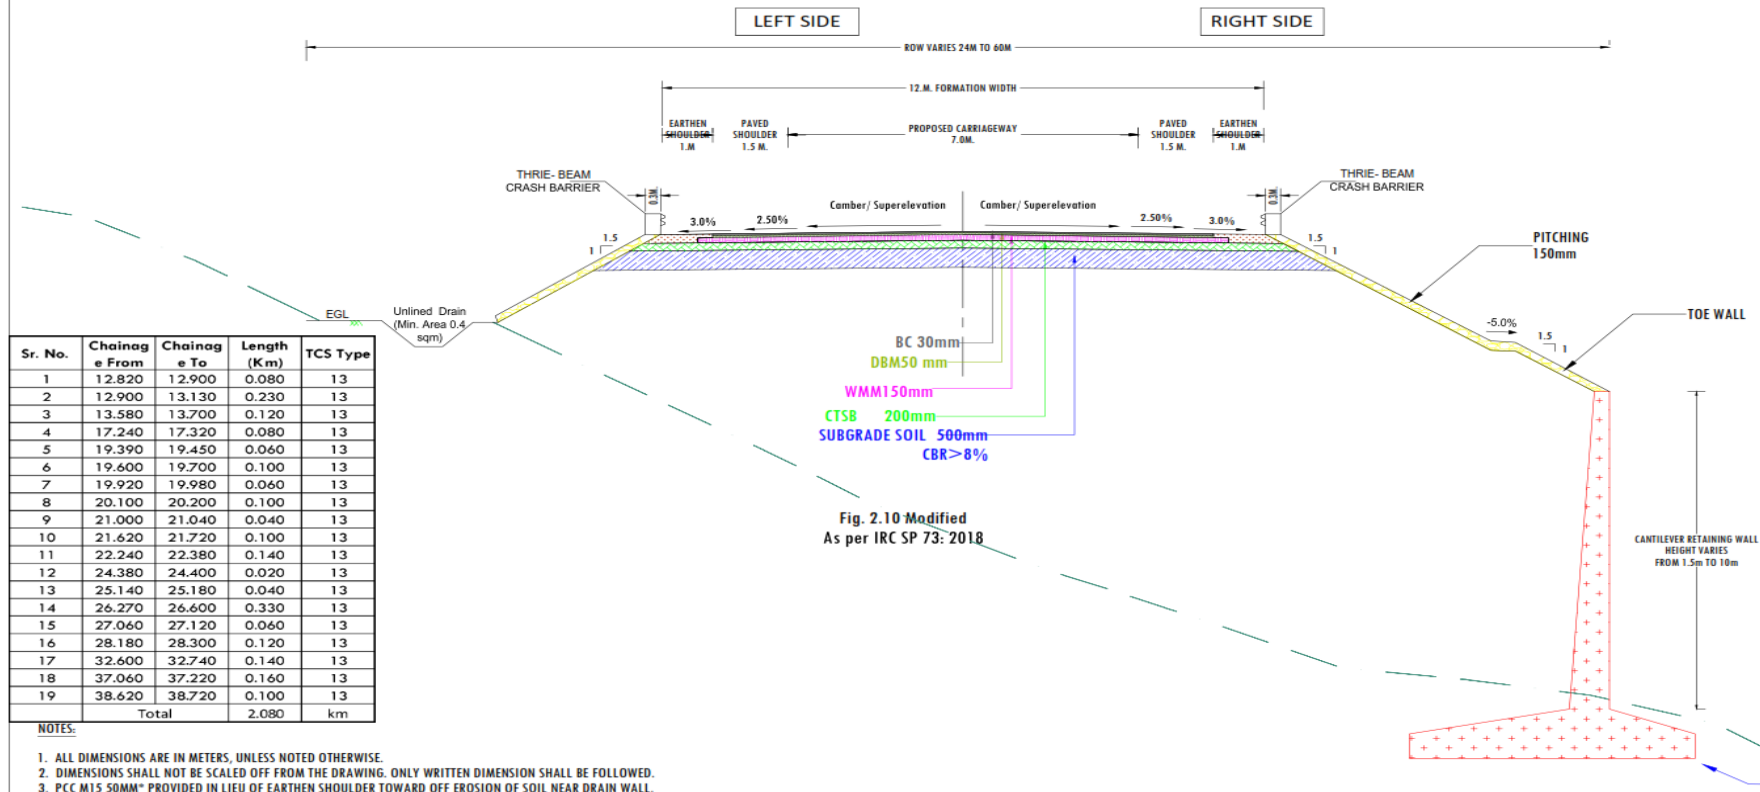 LEFT SIDE
RIGHT SIDE
ROW VARIES 24M TO 60M
12.M. FORMATION WIDTH
EARTHEN
SHOULDER
1.M
PAVED
SHOULDER
1.5 M.
PROPOSED CARRIAGEWAY
7.0M.
PAVED
SHOULDER
1.5 M.
EARTHEN
SHOULDER
1.M
THRIE- BEAM
CRASH BARRIER
0.3M
Camber/ Superelevation
Camber/ Superelevation
0.3M
THRIE- BEAM
CRASH BARRIER
3.0%
2.50%
2.50%
3.0%
1.5
1
1.5
1
PITCHING
150mm
EGL
Unlined Drain
(Min. Area 0.4
sqm)
-5.0%
1.5
1
TOE WALL
BC 30mm
DBM50 mm
WMM150mm
CTSB 200mm
SUBGRADE SOIL 500mm
CBR>8%
Fig. 2.10 Modified
As per IRC SP 73: 2018
CANTILEVER RETAINING WALL
HEIGHT VARIES
FROM 1.5m TO 10m
Sr. No. Chainag e From Chainag e To Length (Km) TCS Type
1 12.820 12.900 0.080 13
2 12.900 13.130 0.230 13
3 13.580 13.700 0.120 13
4 17.240 17.320 0.080 13
5 19.390 19.450 0.060 13
6 19.600 19.700 0.100 13
7 19.920 19.980 0.060 13
8 20.100 20.200 0.100 13
9 21.000 21.040 0.040 13
10 21.620 21.720 0.100 13
11 22.240 22.380 0.140 13
12 24.380 24.400 0.020 13
13 25.140 25.180 0.040 13
14 26.270 26.600 0.330 13
15 27.060 27.120 0.060 13
16 28.180 28.300 0.120 13
17 32.600 32.740 0.140 13
18 37.060 37.220 0.160 13
19 38.620 38.720 0.100 13
Total 2.080 km
NOTES:
1. ALL DIMENSIONS ARE IN METERS, UNLESS NOTED OTHERWISE.
2. DIMENSIONS SHALL NOT BE SCALED OFF FROM THE DRAWING. ONLY WRITTEN DIMENSION SHALL BE FOLLOWED.
3. PCC M15 50MM* PROVIDED IN LIEU OF EARTHEN SHOULDER TOWARD OFF EROSION OF SOIL NEAR DRAIN WALL.